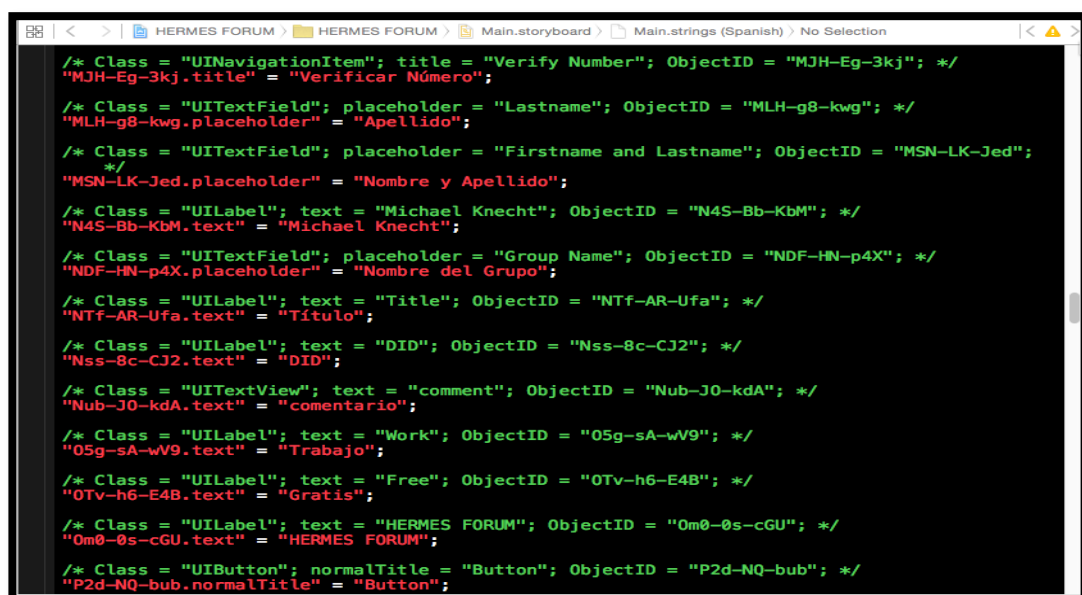 HERMES FORUM HERMES FORUM Main.storyboard Main.strings (Spanish) No Selection
/* Class = "UINavigationItem"; title = "Verify Number"; ObjectID = "MJH-Eg-3kj"; */
"MJH-Eg-3kj.title" = "Verificar Número";
/* Class = "UITextField"; placeholder = "Lastname"; ObjectID = "MLH-g8-kwg"; */
"MLH-g8-kwg.placeholder" = "Apellido";
/* Class = "UITextField"; placeholder = "Firstname and Lastname"; ObjectID = "MSN-LK-Jed";
*/
"MSN-LK-Jed.placeholder" = "Nombre y Apellido";
/* Class = "UILabel"; text = "Michael Knecht"; ObjectID = "N4S-Bb-KbM"; */
"N4S-Bb-KbM.text" = "Michael Knecht";
/* Class = "UITextField"; placeholder = "Group Name"; ObjectID = "NDF-HN-p4X"; */
"NDF-HN-p4X.placeholder" = "Nombre del Grupo";
/* Class = "UILabel"; text = "Title"; ObjectID = "NTf-AR-Ufa"; */
"NTf-AR-Ufa.text" = "Título";
/* Class = "UILabel"; text = "DID"; ObjectID = "Nss-8c-CJ2"; */
"Nss-8c-CJ2.text" = "DID";
/* Class = "UITextView"; text = "comment"; ObjectID = "Nub-JO-kdA"; */
"Nub-JO-kdA.text" = "comentario";
/* Class = "UILabel"; text = "Work"; ObjectID = "O5g-sA-wV9"; */
"O5g-sA-wV9.text" = "Trabajo";
/* Class = "UILabel"; text = "Free"; ObjectID = "OTv-h6-E4B"; */
"OTv-h6-E4B.text" = "Gratis";
/* Class = "UILabel"; text = "HERMES FORUM"; ObjectID = "Om0-0s-cGU"; */
"Om0-0s-cGU.text" = "HERMES FORUM";
/* Class = "UIButton"; normalTitle = "Button"; ObjectID = "P2d-NQ-bub"; */
"P2d-NQ-bub.normalTitle" = "Button";